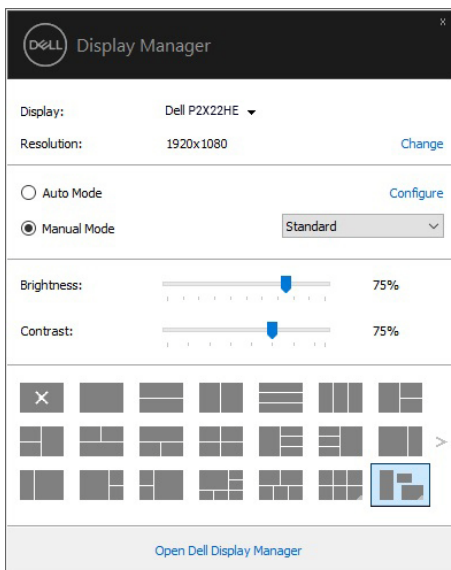 x
DELL Display Manager
Display: Dell P2X22HE
Resolution: 1920x1080 Change
Auto Mode Configure
Manual Mode Standard
Brightness: 75%
Contrast: 75%
Open Dell Display Manager